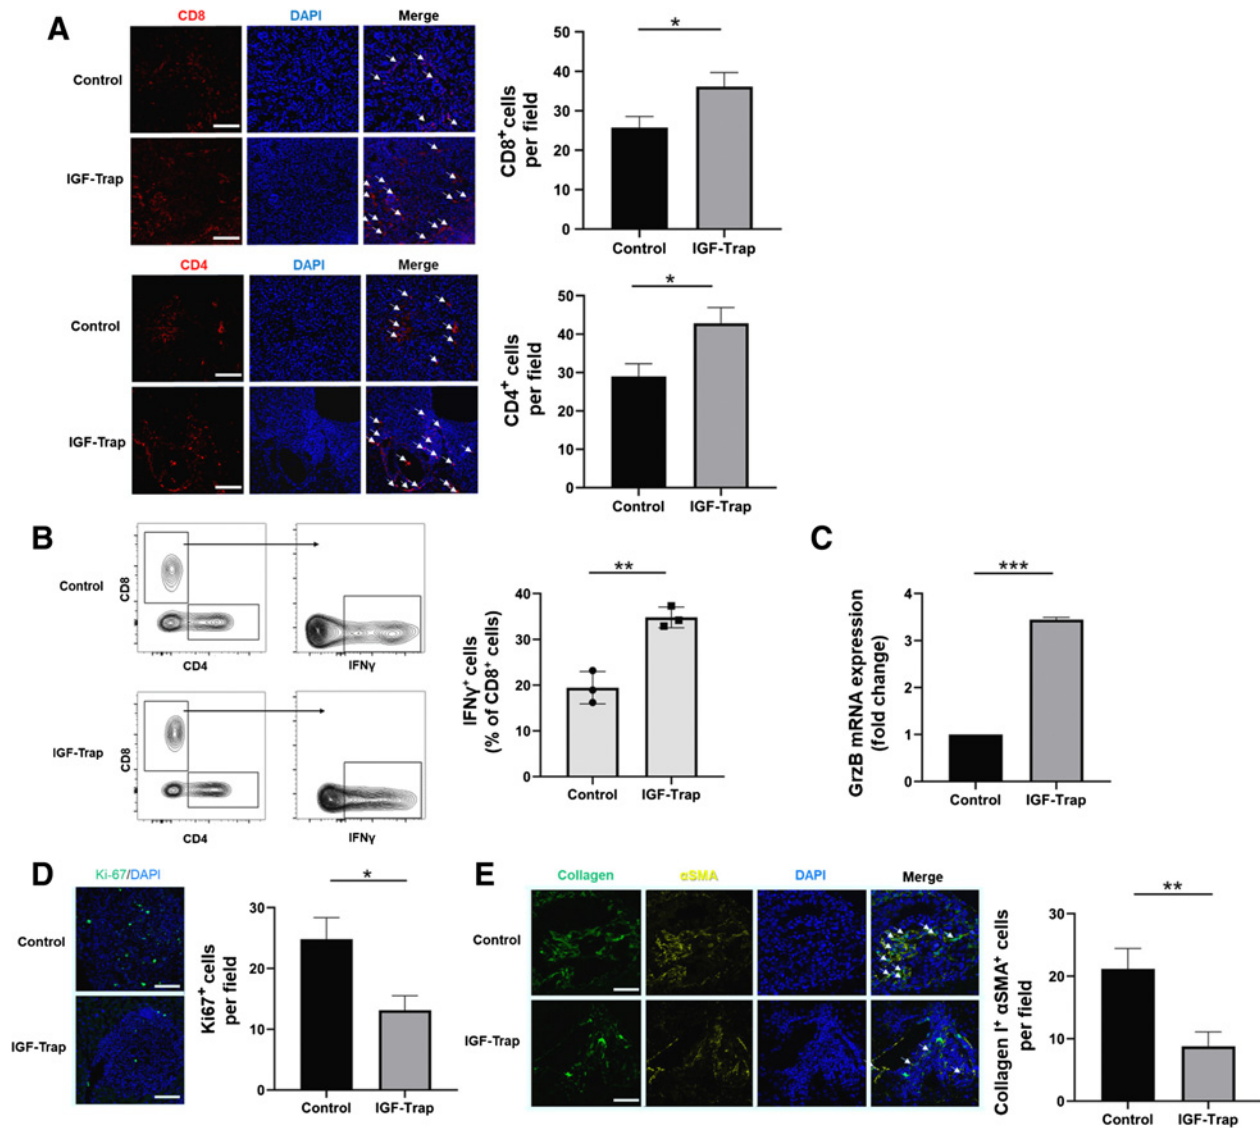 A
CD8 DAPI Merge
Control
IGF-Trap
CD8⁺ cells
per field
50
40
30
20
10
0
*
Control IGF-Trap
CD4 DAPI Merge
Control
IGF-Trap
CD4⁺ cells
per field
50
40
30
20
10
0
*
Control IGF-Trap
B
Control
CD8
CD4 IFNγ
IGF-Trap
CD8
CD4 IFNγ
IFNγ⁺ cells
(% of CD8⁺ cells)
40
30
20
10
0
**
Control IGF-Trap
C
GrzB mRNA expression
(fold change)
4
3
2
1
0
***
Control IGF-Trap
D
Ki-67/DAPI
Control
IGF-Trap
Ki67⁺ cells
per field
30
20
10
0
*
Control IGF-Trap
E
Collagen αSMA DAPI Merge
Control
IGF-Trap
Collagen I⁺ αSMA⁺ cells
per field
30
20
10
0
**
Control IGF-Trap